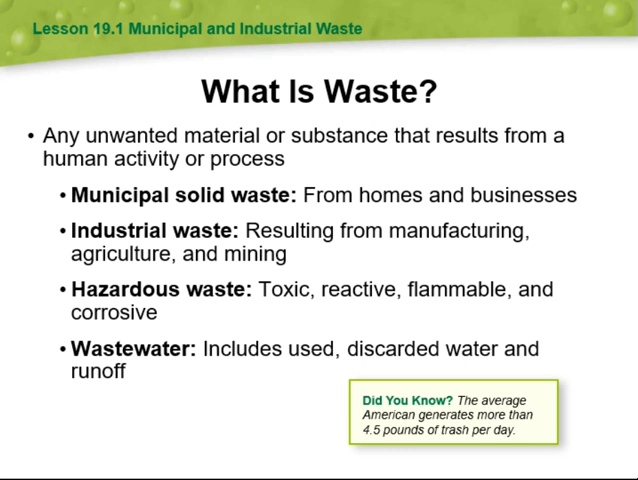 Lesson 19.1 Municipal and Industrial Waste
What Is Waste?
• Any unwanted material or substance that results from a
human activity or process
• Municipal solid waste: From homes and businesses
• Industrial waste: Resulting from manufacturing,
agriculture, and mining
• Hazardous waste: Toxic, reactive, flammable, and
corrosive
• Wastewater: Includes used, discarded water and
runoff
Did You Know? The average
American generates more than
4.5 pounds of trash per day.